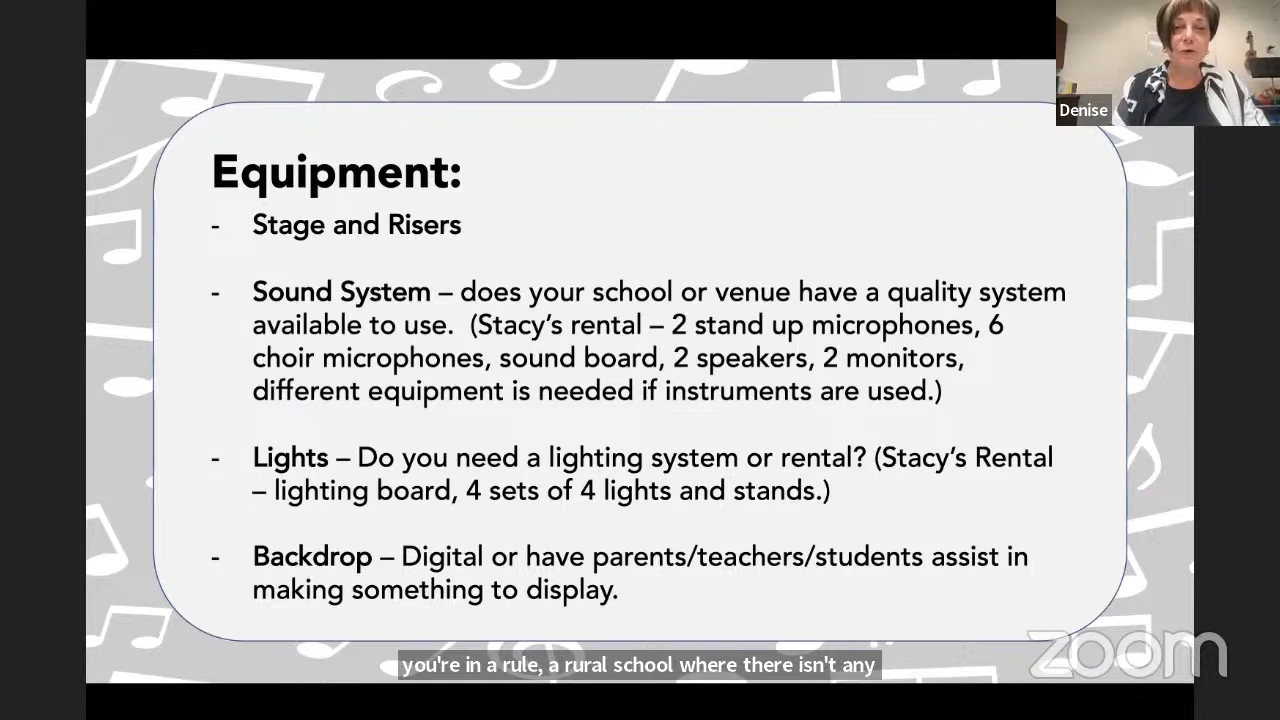 Denise
Equipment:
- Stage and Risers
- Sound System – does your school or venue have a quality system
available to use.  (Stacy's rental – 2 stand up microphones, 6
choir microphones, sound board, 2 speakers, 2 monitors,
different equipment is needed if instruments are used.)
- Lights – Do you need a lighting system or rental? (Stacy's Rental
– lighting board, 4 sets of 4 lights and stands.)
- Backdrop – Digital or have parents/teachers/students assist in
making something to display.
you're in a rule, a rural school where there isn't any
zoom